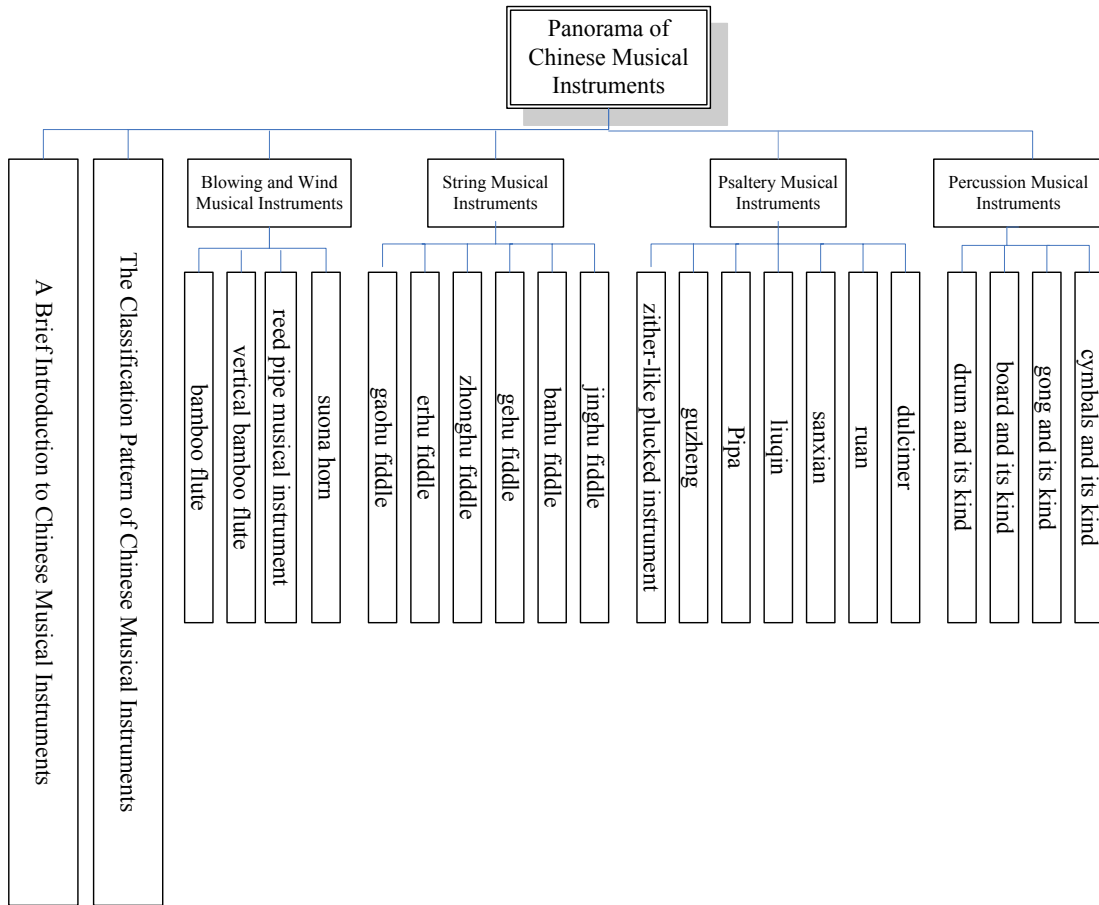 Panorama of
Chinese Musical
Instruments
A Brief Introduction to Chinese Musical Instruments
The Classification Pattern of Chinese Musical Instruments
Blowing and Wind
Musical Instruments
bamboo flute
vertical bamboo flute
reed pipe musical instrument
suona horn
String Musical
Instruments
gaohu fiddle
erhu fiddle
zhonghu fiddle
gehu fiddle
banhu fiddle
jinghu fiddle
Psaltery Musical
Instruments
zither-like plucked instrument
guzheng
Pipa
liuqin
sanxian
ruan
dulcimer
Percussion Musical
Instruments
drum and its kind
board and its kind
gong and its kind
cymbals and its kind